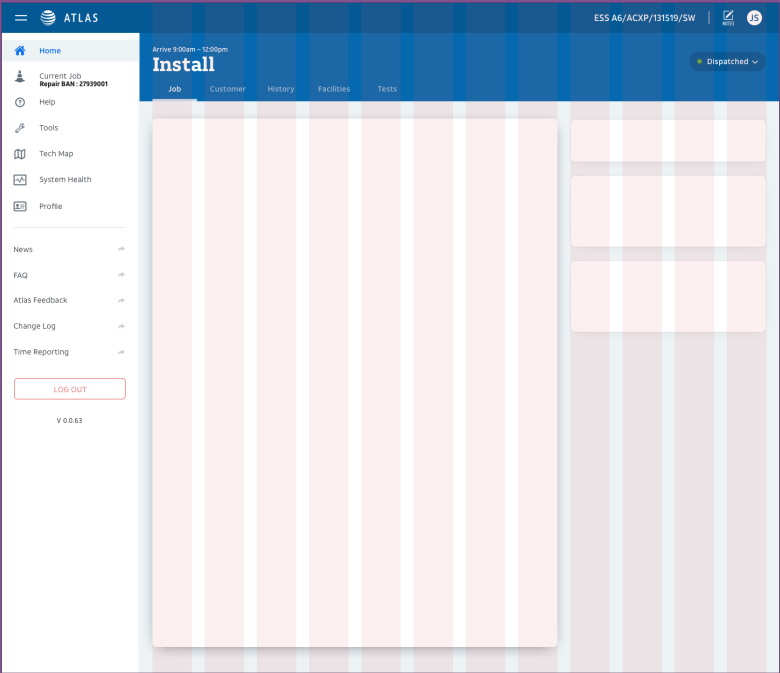 ATLAS
ESS A6/ACXP/131519/SW
NOTES
JS
Home
Current Job
Repair BAN : 27939001
Help
Tools
Tech Map
System Health
Profile
News
FAQ
Atlas Feedback
Change Log
Time Reporting
LOG OUT
V 0.0.63
Arrive 9:00am – 12:00pm
Install
Dispatched
Job
Customer
History
Facilities
Tests